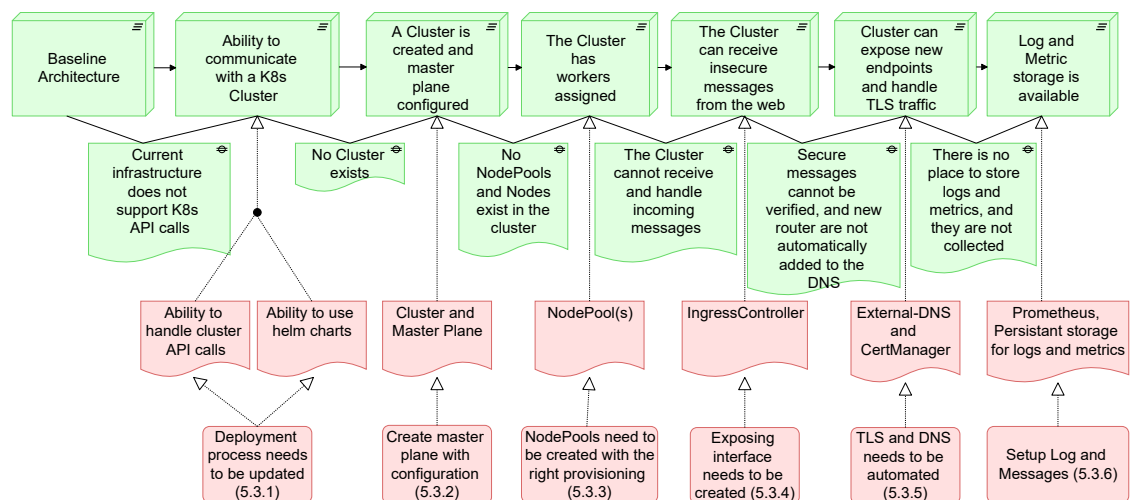 Baseline
Architecture
Ability to
communicate
with a K8s
Cluster
A Cluster is
created and
master
plane
configured
The Cluster
has
workers
assigned
The Cluster
can receive
insecure
messages
from the web
Cluster can
expose new
endpoints
and handle
TLS traffic
Log and
Metric
storage is
available
Current
infrastructure
does not
support K8s
API calls
No Cluster
exists
No
NodePools
and Nodes
exist in the
cluster
The Cluster
cannot receive
and handle
incoming
messages
Secure
messages
cannot be
verified, and new
router are not
automatically
added to the
DNS
There is no
place to store
logs and
metrics, and
they are not
collected
Ability to
handle cluster
API calls
Ability to use
helm charts
Cluster and
Master Plane
NodePool(s)
IngressController
External-DNS
and
CertManager
Prometheus,
Persistant storage
for logs and metrics
Deployment
process needs
to be updated
(5.3.1)
Create master
plane with
configuration
(5.3.2)
NodePools need to
be created with the
right provisioning
(5.3.3)
Exposing
interface
needs to be
created (5.3.4)
TLS and DNS
needs to be
automated
(5.3.5)
Setup Log and
Messages (5.3.6)